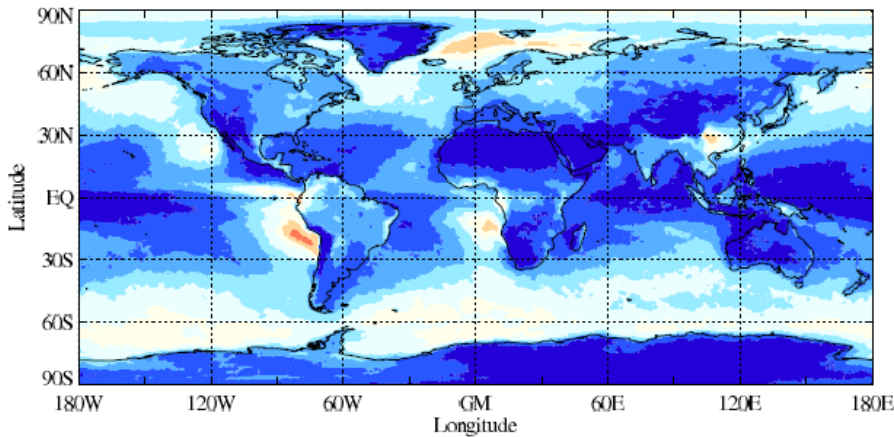 90N
60N
30N
EQ
30S
60S
90S
Latitude
180W 120W 60W GM 60E 120E 180E
Longitude